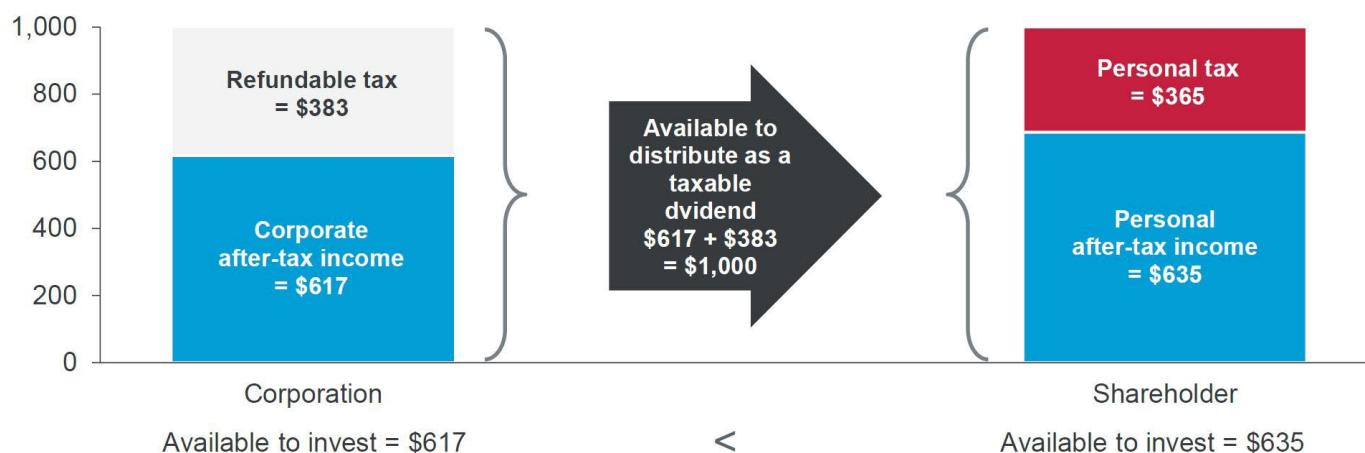 1,000
800
600
400
200
0
Refundable tax
= $383
Corporate
after-tax income
= $617
Available to
distribute as a
taxable
dvidend
$617 + $383
= $1,000
Personal tax
= $365
Personal
after-tax income
= $635
Corporation
Shareholder
Available to invest = $617
<
Available to invest = $635